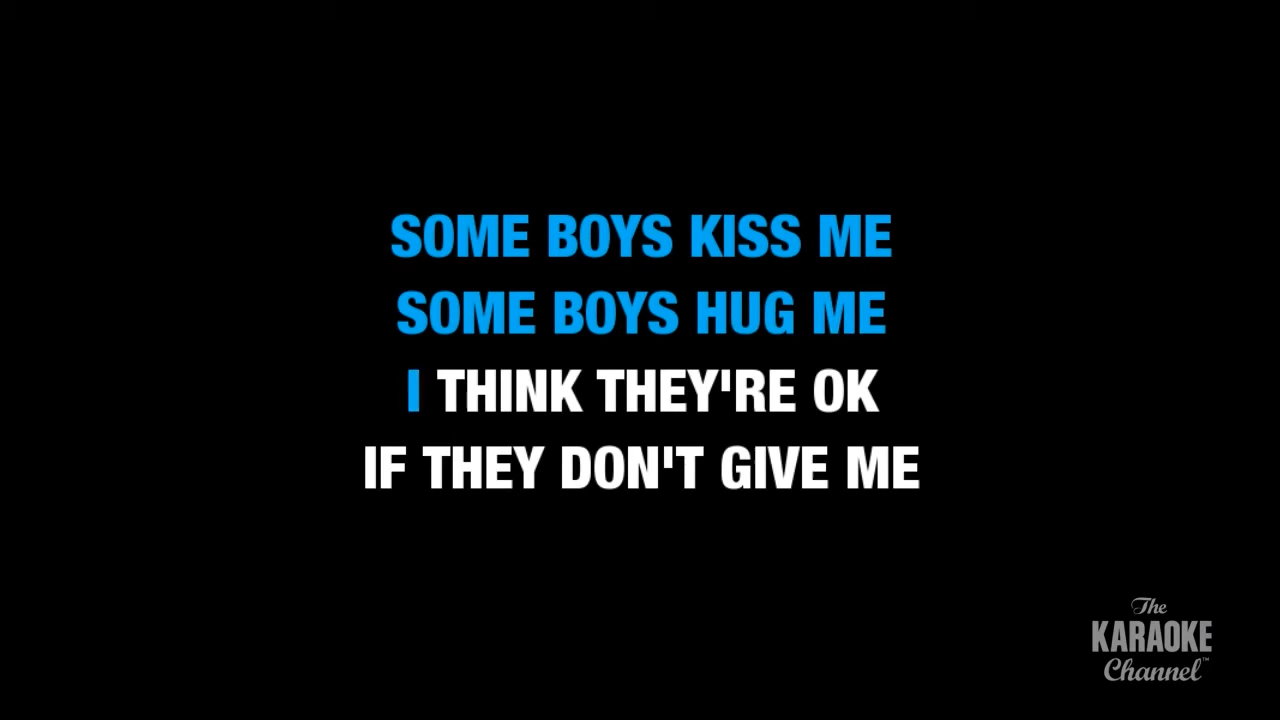 SOME BOYS KISS ME
SOME BOYS HUG ME
I THINK THEY'RE OK
IF THEY DON'T GIVE ME
The
KARAOKE
Channel™